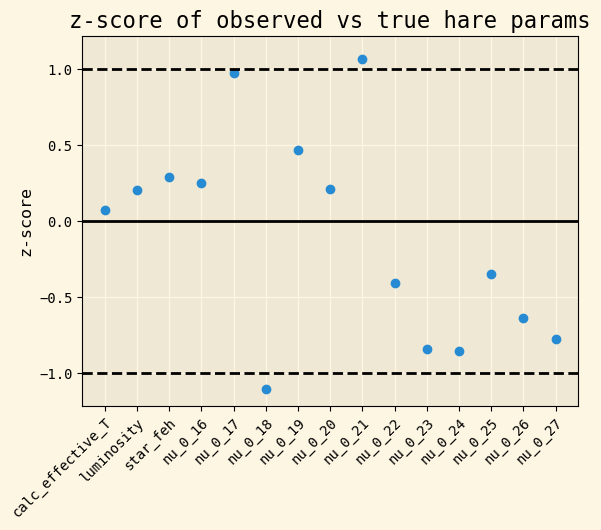 z-score of observed vs true hare params
z-score
1.0
0.5
0.0
−0.5
−1.0
calc_effective_T
luminosity
star_feh
nu_0_16
nu_0_17
nu_0_18
nu_0_19
nu_0_20
nu_0_21
nu_0_22
nu_0_23
nu_0_24
nu_0_25
nu_0_26
nu_0_27